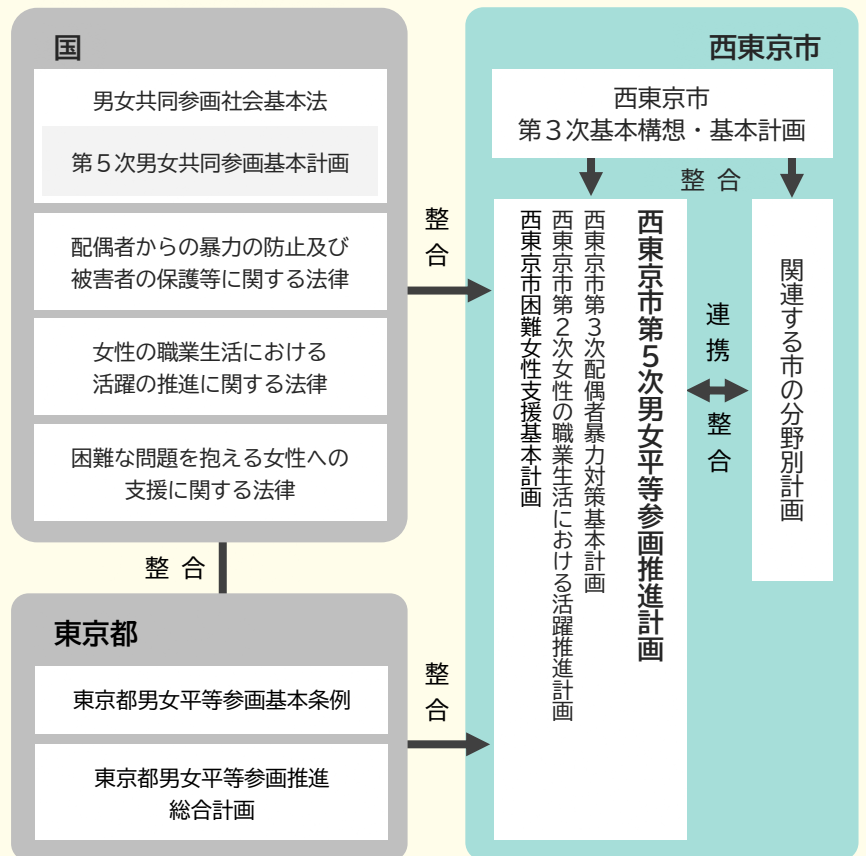 国
男女共同参画社会基本法
第５次男女共同参画基本計画
配偶者からの暴力の防止及び
被害者の保護等に関する法律
女性の職業生活における
活躍の推進に関する法律
困難な問題を抱える女性への
支援に関する法律
整合
東京都
東京都男女平等参画基本条例
東京都男女平等参画推進
総合計画
整合
整合
西東京市
西東京市
第３次基本構想・基本計画
整合
西東京市第５次男女平等参画推進計画
西東京市第３次配偶者暴力対策基本計画
西東京市第２次女性の職業生活における活躍推進計画
西東京市困難女性支援基本計画
連携
整合
関連する市の分野別計画